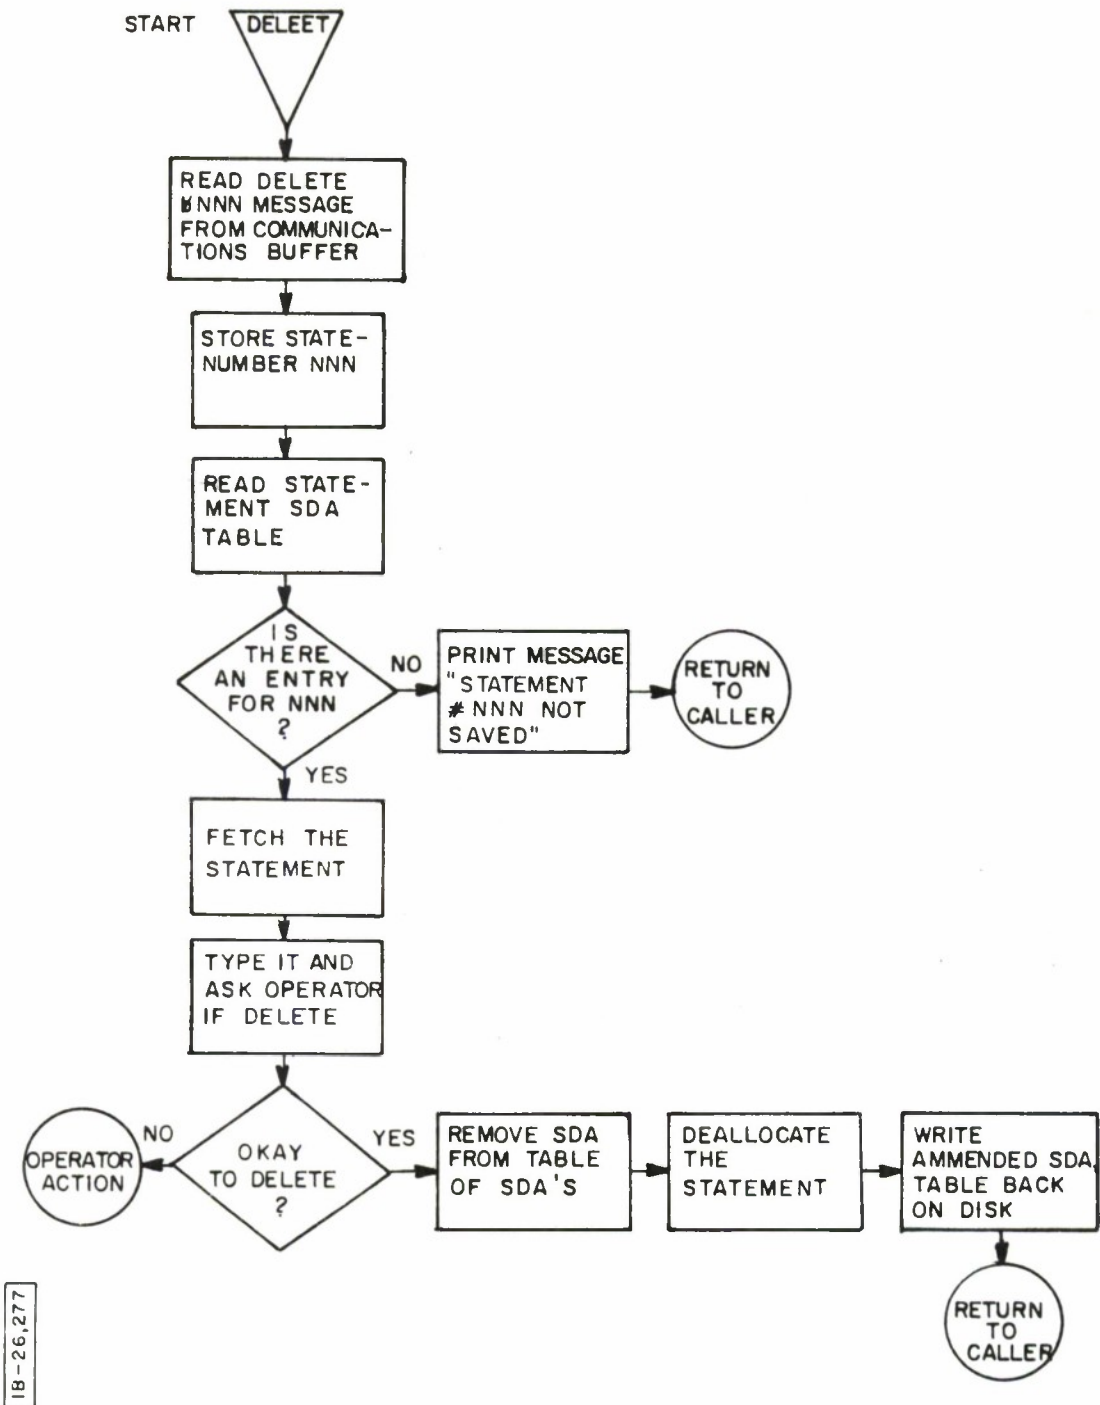 START
DELEET
READ DELETE
NNN MESSAGE
FROM COMMUNICA-
TIONS BUFFER
STORE STATE-
NUMBER NNN
READ STATE-
MENT SDA
TABLE
IS
THERE
AN ENTRY
FOR NNN
?
NO
PRINT MESSAGE
"STATEMENT
# NNN NOT
SAVED"
RETURN
TO
CALLER
YES
FETCH THE
STATEMENT
TYPE IT AND
ASK OPERATOR
IF DELETE
OKAY
TO DELETE
?
NO
OPERATOR
ACTION
YES
REMOVE SDA
FROM TABLE
OF SDA'S
DEALLOCATE
THE
STATEMENT
WRITE
AMMENDED SDA
TABLE BACK
ON DISK
RETURN
TO
CALLER
IB-26,277